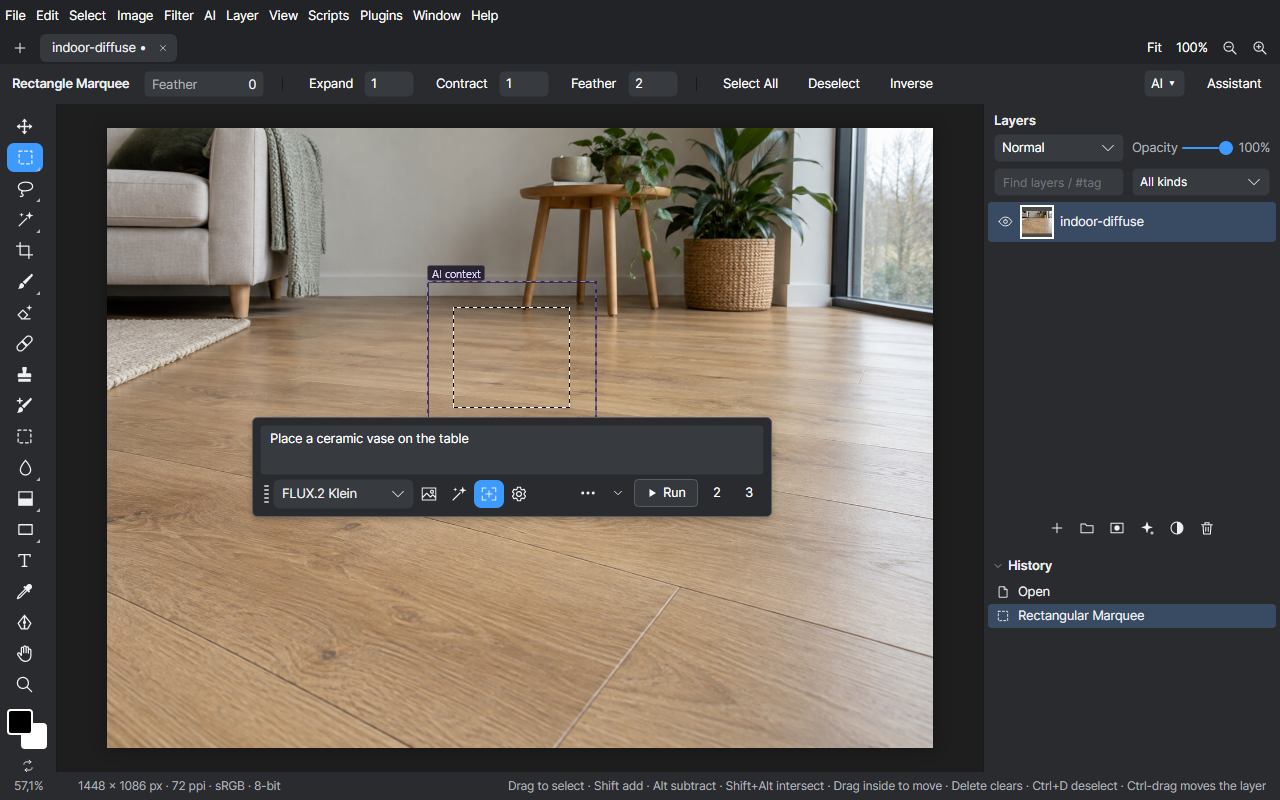 File Edit Select Image Filter AI Layer View Scripts Plugins Window Help
indoor-diffuse
Fit 100%
Rectangle Marquee Feather 0 Expand 1 Contract 1 Feather 2 Select All Deselect Inverse AI Assistant
Layers
Normal Opacity 100%
Find layers / #tag All kinds
indoor-diffuse
AI context
Place a ceramic vase on the table
FLUX.2 Klein ••• Run 2 3
History
Open
Rectangular Marquee
57,1% 1448 × 1086 px · 72 ppi · sRGB · 8-bit Drag to select · Shift add · Alt subtract · Shift+Alt intersect · Drag inside to move · Delete clears · Ctrl+D deselect · Ctrl-drag moves the layer